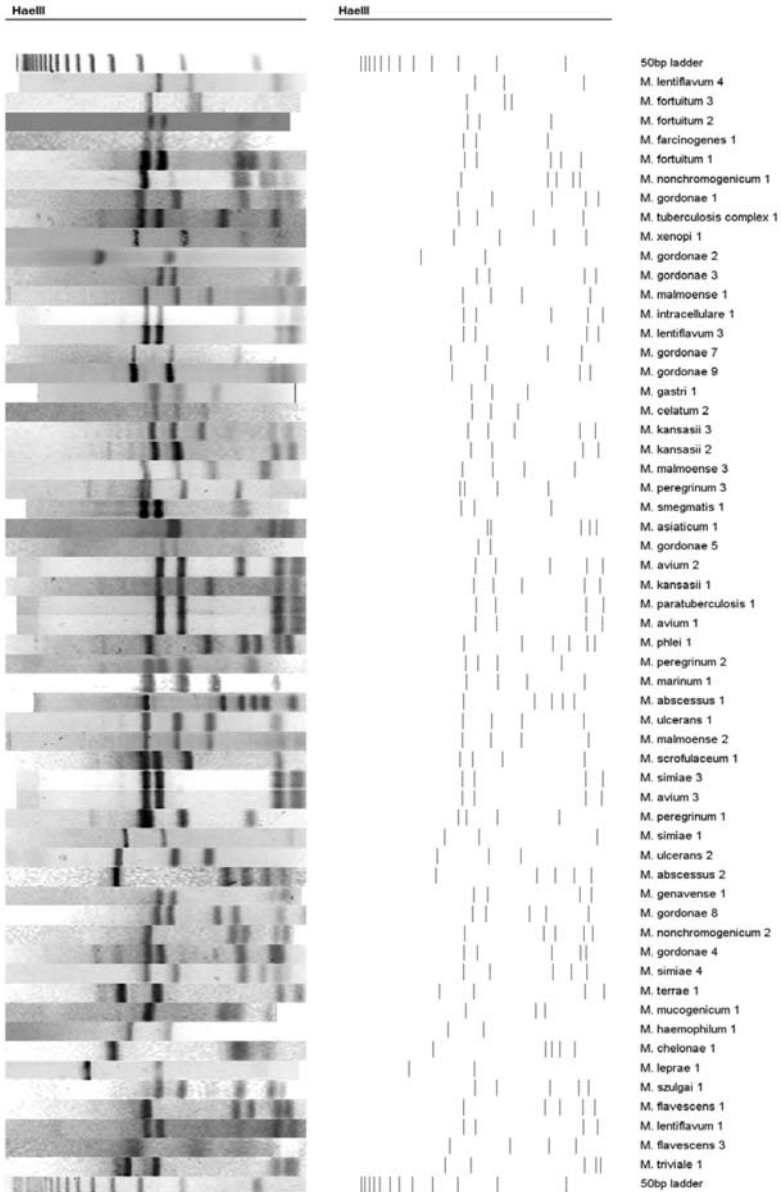 HaeIII HaeIII
50bp ladder
M. lentiflavum 4
M. fortuitum 3
M. fortuitum 2
M. farcinogenes 1
M. fortuitum 1
M. nonchromogenicum 1
M. gordonae 1
M. tuberculosis complex 1
M. xenopi 1
M. gordonae 2
M. gordonae 3
M. malmoense 1
M. intracellulare 1
M. lentiflavum 3
M. gordonae 7
M. gordonae 9
M. gastri 1
M. celatum 2
M. kansasii 3
M. kansasii 2
M. malmoense 3
M. peregrinum 3
M. smegmatis 1
M. asiaticum 1
M. gordonae 5
M. avium 2
M. kansasii 1
M. paratuberculosis 1
M. avium 1
M. phlei 1
M. peregrinum 2
M. marinum 1
M. abscessus 1
M. ulcerans 1
M. malmoense 2
M. scrofulaceum 1
M. simiae 3
M. avium 3
M. peregrinum 1
M. simiae 1
M. ulcerans 2
M. abscessus 2
M. genavense 1
M. gordonae 8
M. nonchromogenicum 2
M. gordonae 4
M. simiae 4
M. terrae 1
M. mucogenicum 1
M. haemophilum 1
M. chelonae 1
M. leprae 1
M. szulgai 1
M. flavescens 1
M. lentiflavum 1
M. flavescens 3
M. triviale 1
50bp ladder